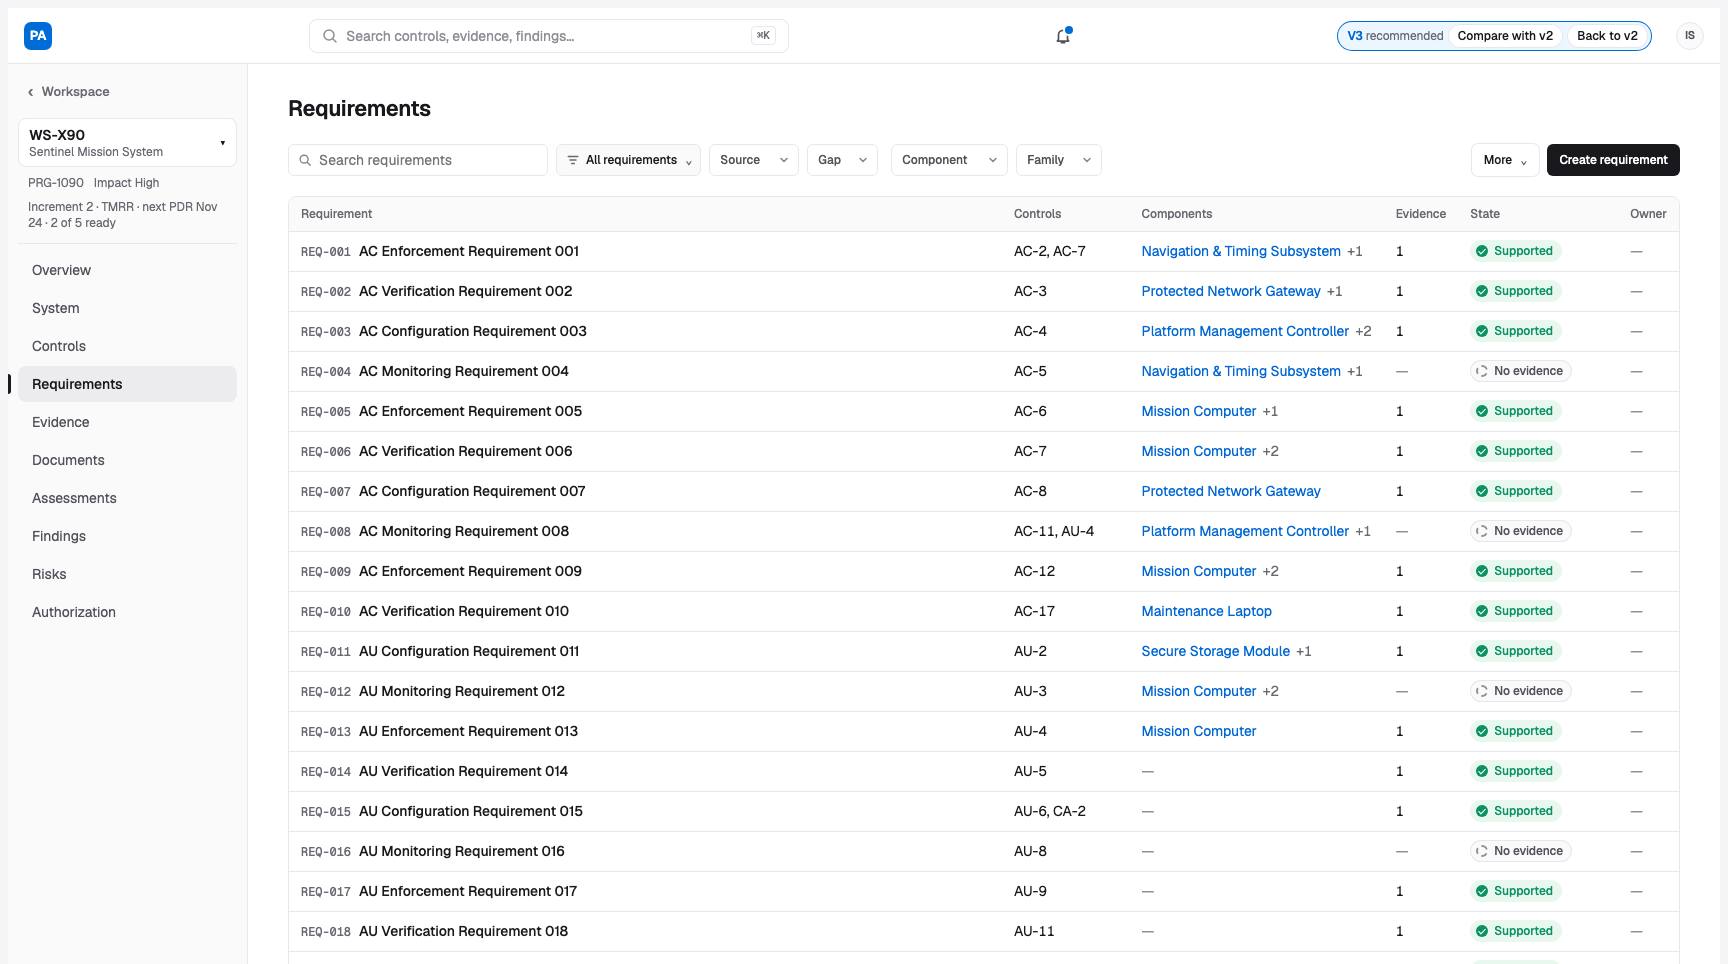 PA
Search controls, evidence, findings...
⌘K
V3 recommended Compare with v2 Back to v2
IS
‹ Workspace
WS-X90
Sentinel Mission System
PRG-1090 Impact High
Increment 2 · TMRR · next PDR Nov
24 · 2 of 5 ready
Overview
System
Controls
Requirements
Evidence
Documents
Assessments
Findings
Risks
Authorization
Requirements
Search requirements All requirements Source Gap Component Family More Create requirement
Requirement Controls Components Evidence State Owner
REQ-001 AC Enforcement Requirement 001 AC-2, AC-7 Navigation & Timing Subsystem +1 1 Supported —
REQ-002 AC Verification Requirement 002 AC-3 Protected Network Gateway +1 1 Supported —
REQ-003 AC Configuration Requirement 003 AC-4 Platform Management Controller +2 1 Supported —
REQ-004 AC Monitoring Requirement 004 AC-5 Navigation & Timing Subsystem +1 — No evidence —
REQ-005 AC Enforcement Requirement 005 AC-6 Mission Computer +1 1 Supported —
REQ-006 AC Verification Requirement 006 AC-7 Mission Computer +2 1 Supported —
REQ-007 AC Configuration Requirement 007 AC-8 Protected Network Gateway 1 Supported —
REQ-008 AC Monitoring Requirement 008 AC-11, AU-4 Platform Management Controller +1 — No evidence —
REQ-009 AC Enforcement Requirement 009 AC-12 Mission Computer +2 1 Supported —
REQ-010 AC Verification Requirement 010 AC-17 Maintenance Laptop 1 Supported —
REQ-011 AU Configuration Requirement 011 AU-2 Secure Storage Module +1 1 Supported —
REQ-012 AU Monitoring Requirement 012 AU-3 Mission Computer +2 — No evidence —
REQ-013 AU Enforcement Requirement 013 AU-4 Mission Computer 1 Supported —
REQ-014 AU Verification Requirement 014 AU-5 — 1 Supported —
REQ-015 AU Configuration Requirement 015 AU-6, CA-2 — 1 Supported —
REQ-016 AU Monitoring Requirement 016 AU-8 — — No evidence —
REQ-017 AU Enforcement Requirement 017 AU-9 — 1 Supported —
REQ-018 AU Verification Requirement 018 AU-11 — 1 Supported —